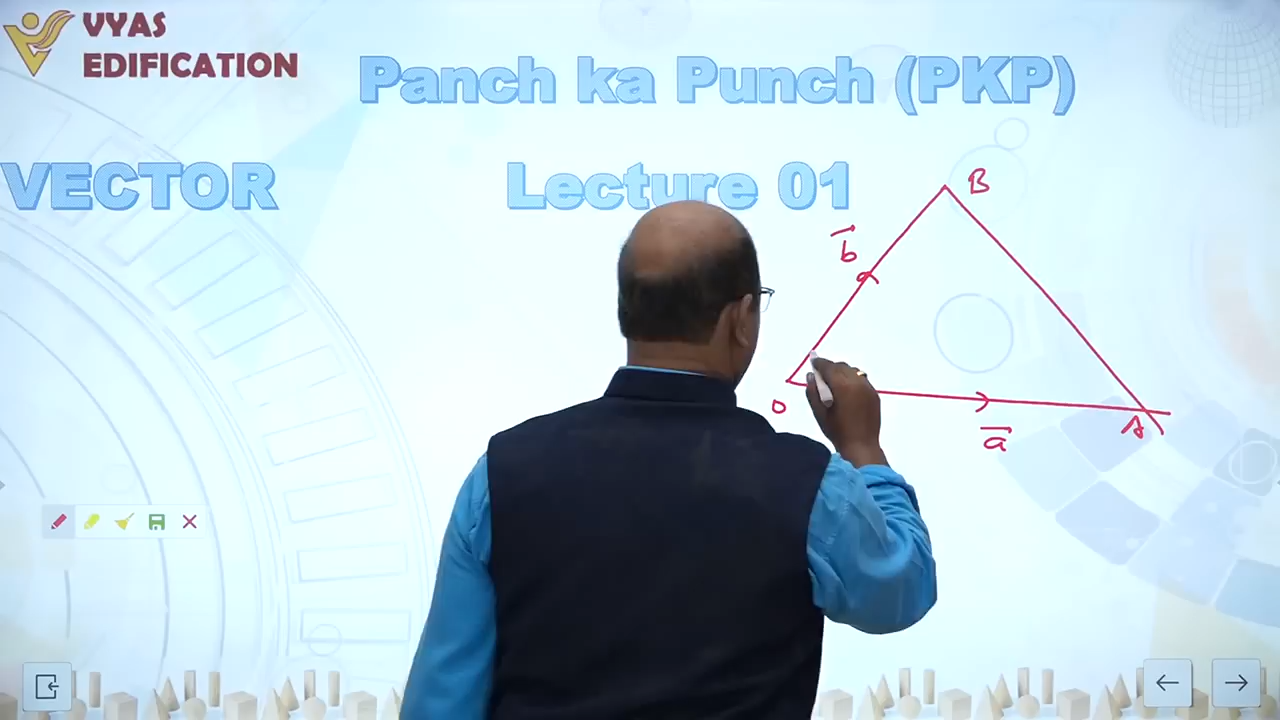 VYAS
EDIFICATION
Panch ka Punch (PKP)
VECTOR
Lecture 01
B
b
O
a
A